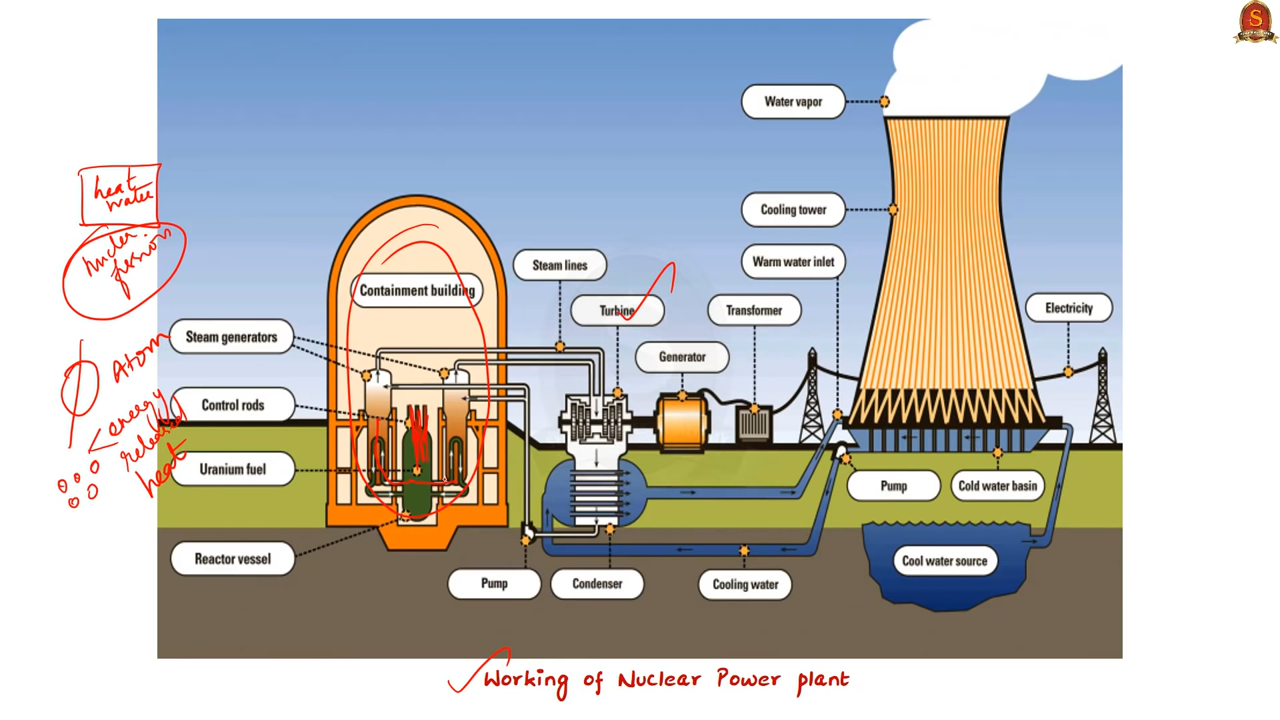 S
Water vapor
heat
water
Cooling tower
Steam lines
Warm water inlet
Containment building
Turbine
Transformer
Electricity
Steam generators
Atom
Generator
Control rods
energy
released
heat
Uranium fuel
Pump
Cold water basin
Reactor vessel
Cool water source
Pump
Condenser
Cooling water
Working of Nuclear Power plant